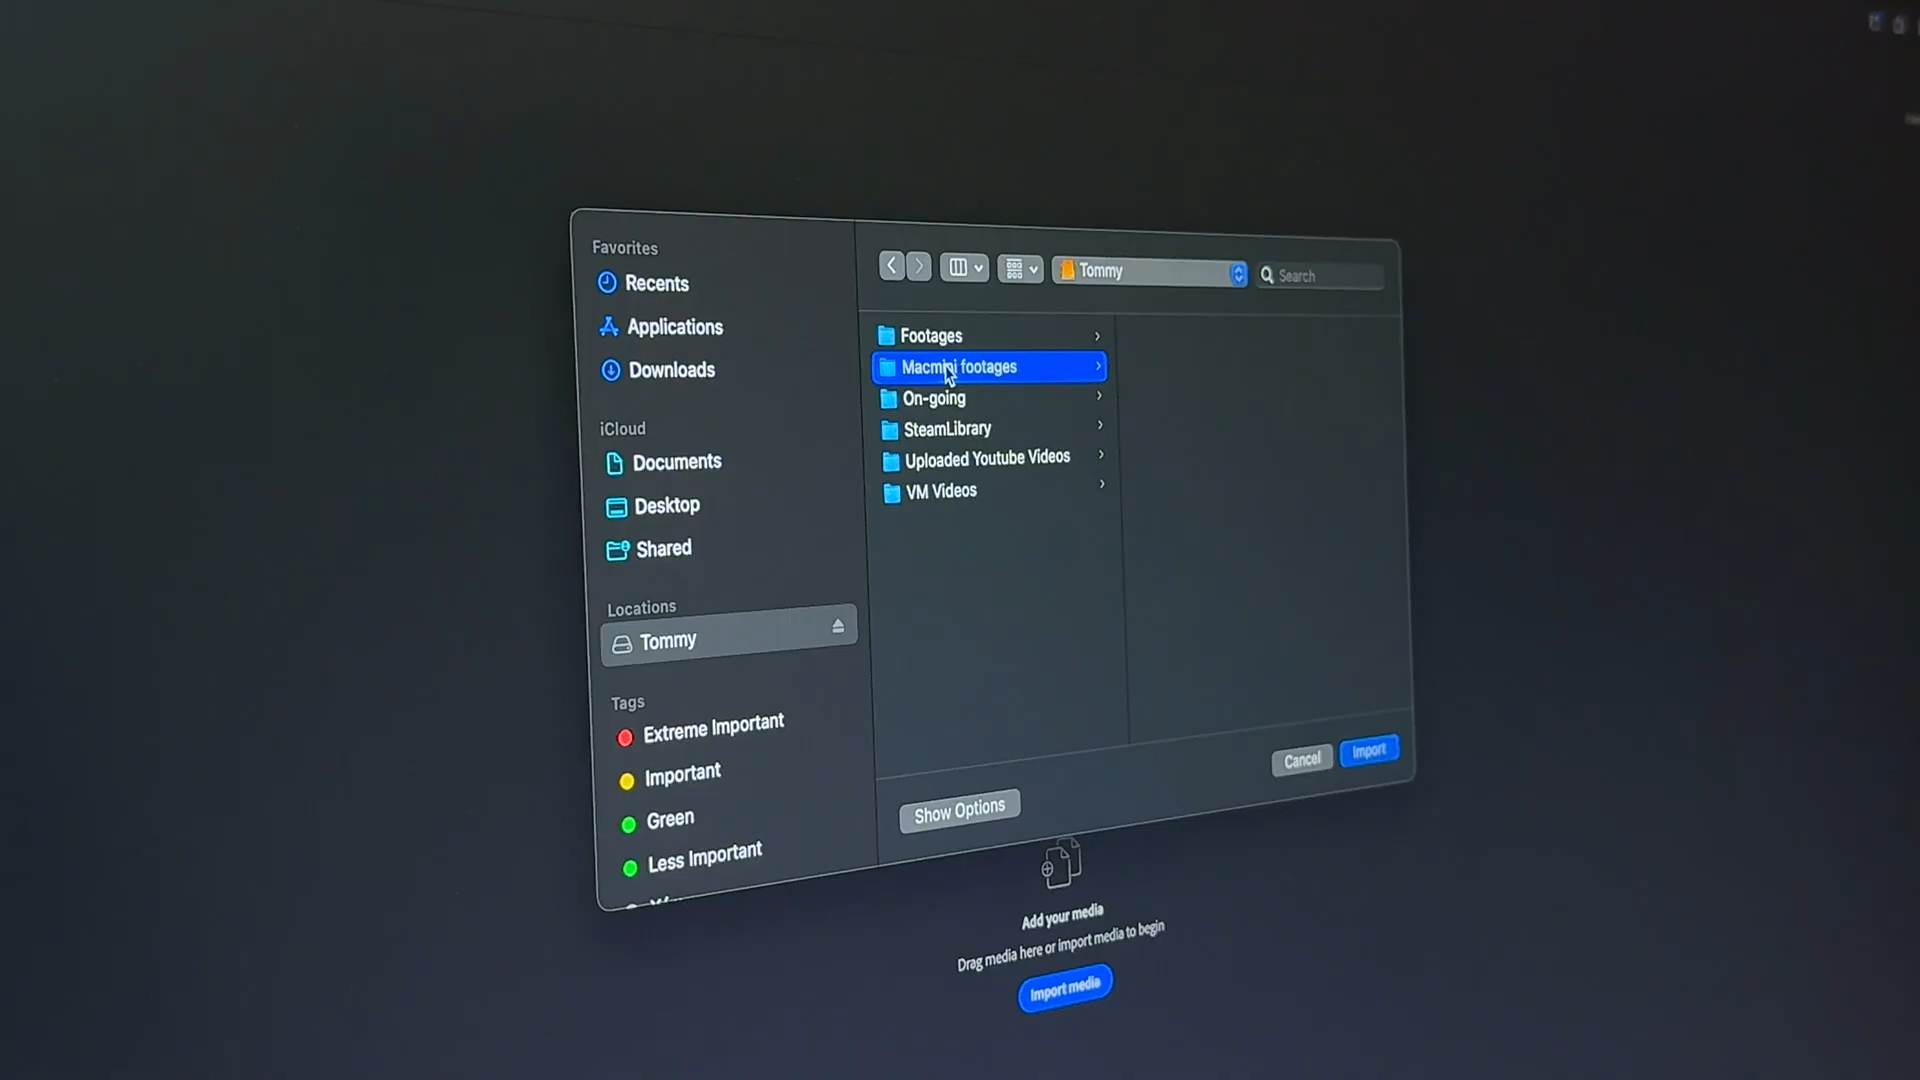 Favorites
Recents
Applications
Downloads
iCloud
Documents
Desktop
Shared
Locations
Tommy
Tags
Extreme Important
Important
Green
Less Important
Tommy
Search
Footages
Macmini footages
On-going
SteamLibrary
Uploaded Youtube Videos
VM Videos
Cancel
Import
Show Options
Add your media
Drag media here or import media to begin
Import media